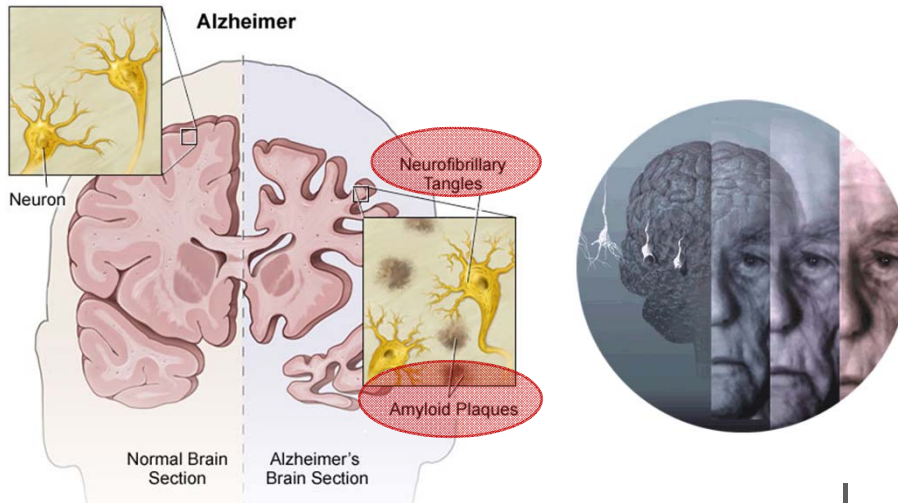 Alzheimer
Neuron
Neurofibrillary
Tangles
Amyloid Plaques
Normal Brain
Section
Alzheimer's
Brain Section